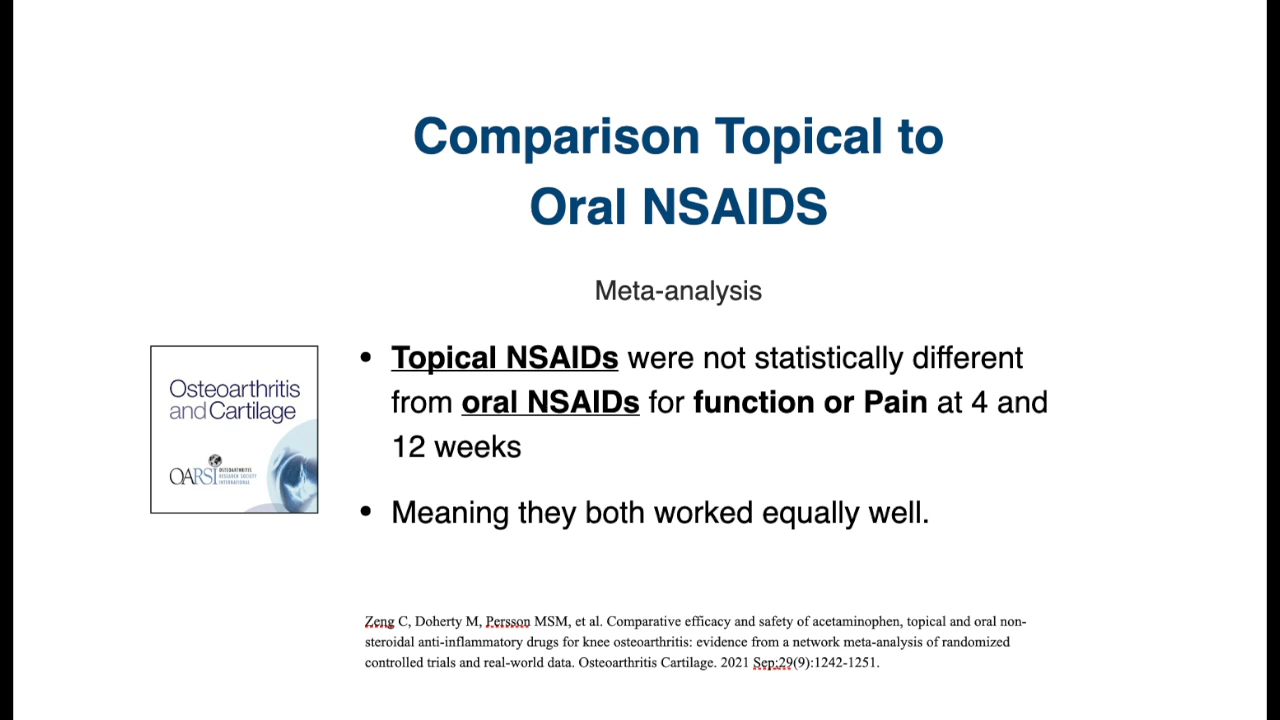 Comparison Topical to
Oral NSAIDS
Meta-analysis
Osteoarthritis
and Cartilage
OARSI OSTEOARTHRITIS
RESEARCH SOCIETY
INTERNATIONAL
• Topical NSAIDs were not statistically different
from oral NSAIDs for function or Pain at 4 and
12 weeks
• Meaning they both worked equally well.
Zeng C, Doherty M, Persson MSM, et al. Comparative efficacy and safety of acetaminophen, topical and oral non-
steroidal anti-inflammatory drugs for knee osteoarthritis: evidence from a network meta-analysis of randomized
controlled trials and real-world data. Osteoarthritis Cartilage. 2021 Sep;29(9):1242-1251.